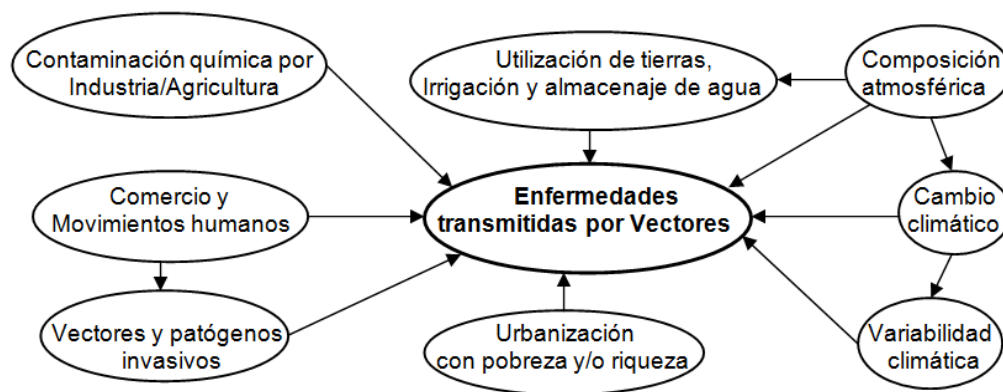 Contaminación química por
Industria/Agricultura
Utilización de tierras,
Irrigación y almacenaje de agua
Composición
atmosférica
Comercio y
Movimientos humanos
Enfermedades
transmitidas por Vectores
Cambio
climático
Vectores y patógenos
invasivos
Urbanización
con pobreza y/o riqueza
Variabilidad
climática